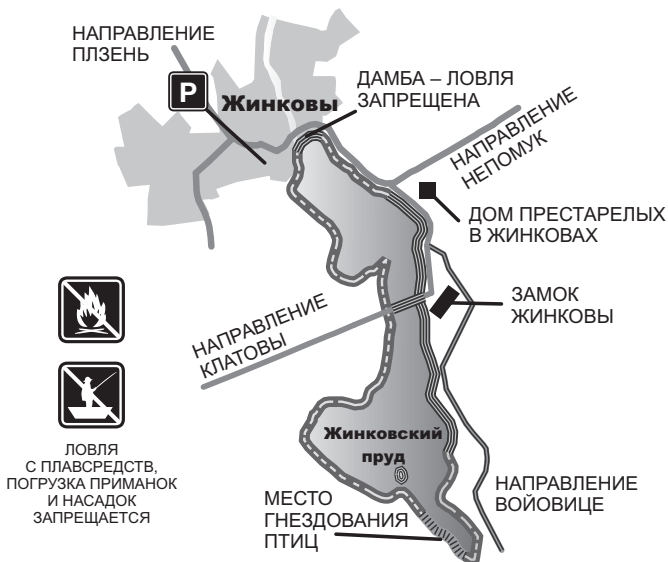 НАПРАВЛЕНИЕ
ПЛЗЕНЬ
P
Жинковы
ДАМБА – ЛОВЛЯ
ЗАПРЕЩЕНА
НАПРАВЛЕНИЕ
НЕПОМУК
ДОМ ПРЕСТАРЕЛЫХ
В ЖИНКОВАХ
ЗАМОК
ЖИНКОВЫ
НАПРАВЛЕНИЕ
КЛАТОВЫ
Жинковский
пруд
ЛОВЛЯ
С ПЛАВСРЕДСТВ,
ПОГРУЗКА ПРИМАНОК
И НАСАДОК
ЗАПРЕЩАЕТСЯ
МЕСТО
ГНЕЗДОВАНИЯ
ПТИЦ
НАПРАВЛЕНИЕ
ВОЙОВИЦЕ